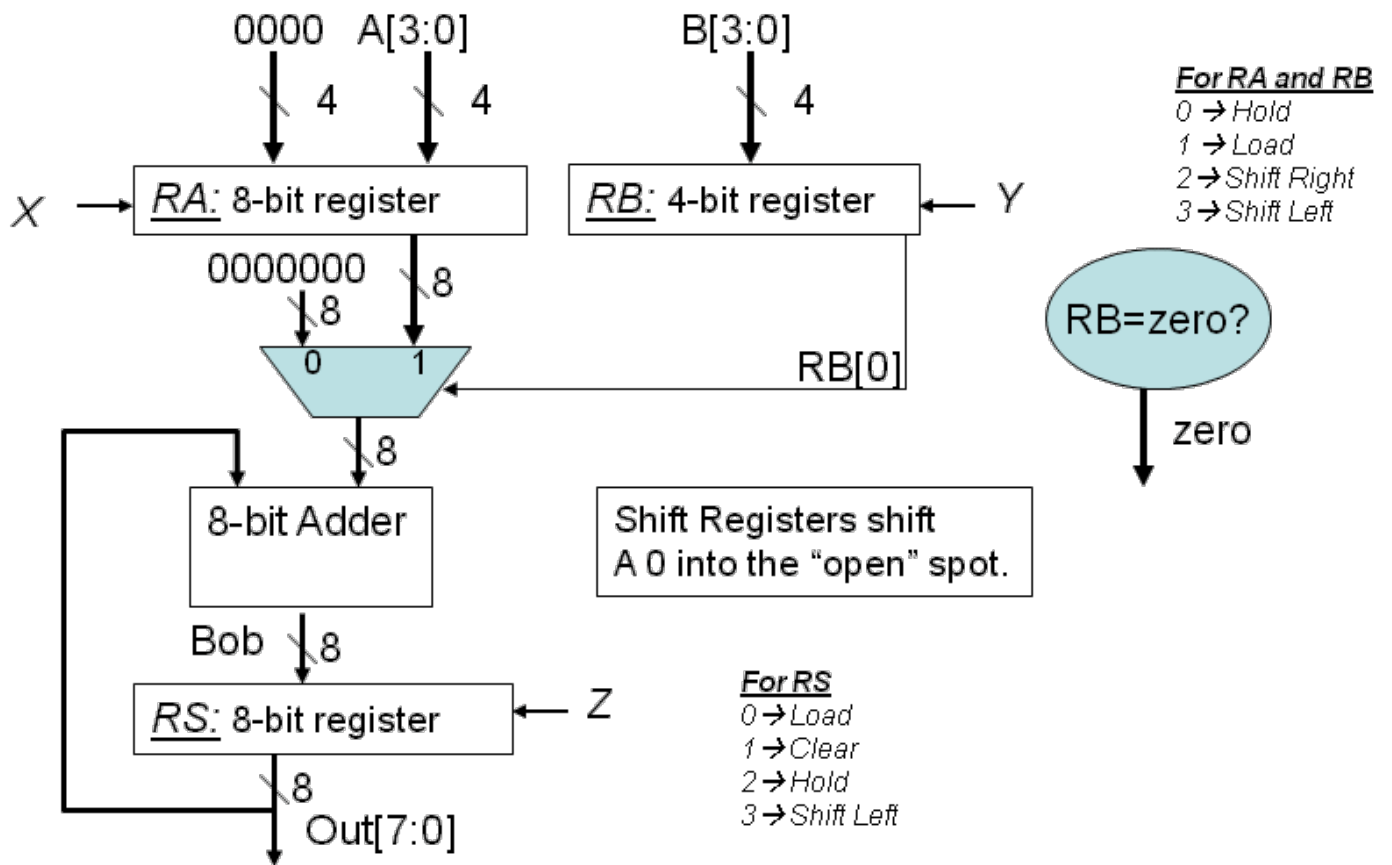 0000 A[3:0] B[3:0]
4 4 4
For RA and RB
0 → Hold
1 → Load
2 → Shift Right
3 → Shift Left
X RA: 8-bit register RB: 4-bit register Y
0000000
8 8
0 1
RB[0]
RB=zero?
zero
8
8-bit Adder
Shift Registers shift
A 0 into the “open” spot.
Bob 8
RS: 8-bit register Z
For RS
0 → Load
1 → Clear
2 → Hold
3 → Shift Left
8
Out[7:0]